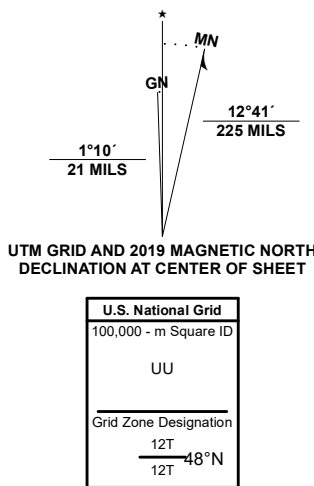 ★
MN
GN
12°41´
225 MILS
1°10´
21 MILS
UTM GRID AND 2019 MAGNETIC NORTH
DECLINATION AT CENTER OF SHEET
U.S. National Grid
100,000 - m Square ID
UU
Grid Zone Designation
12T
48°N
12T